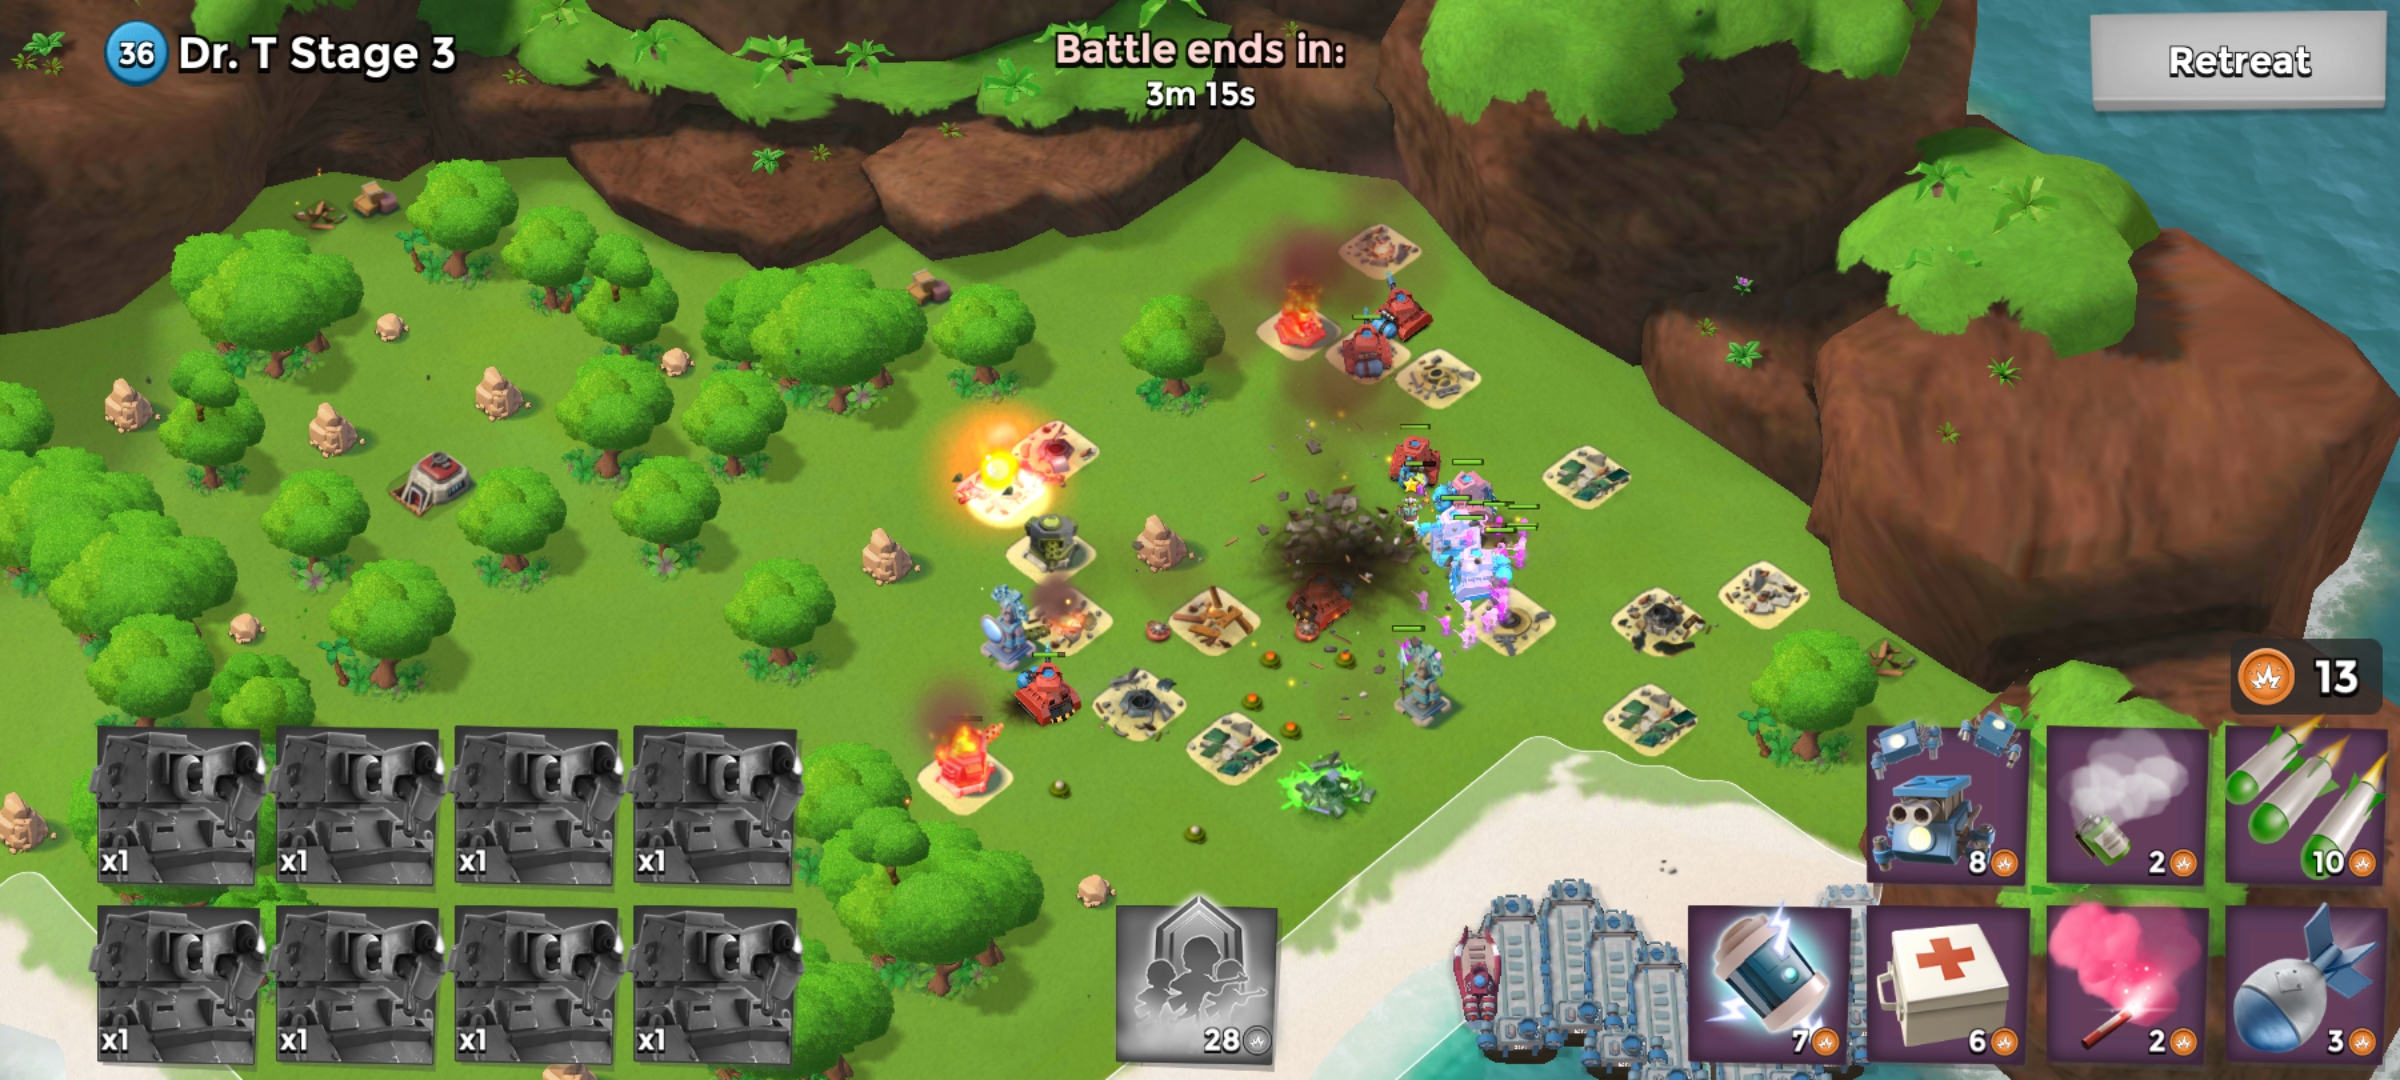 36 Dr. T Stage 3
Battle ends in:
3m 15s
Retreat
13
8
2
10
x1
x1
x1
x1
x1
x1
x1
x1
28
7
6
2
3